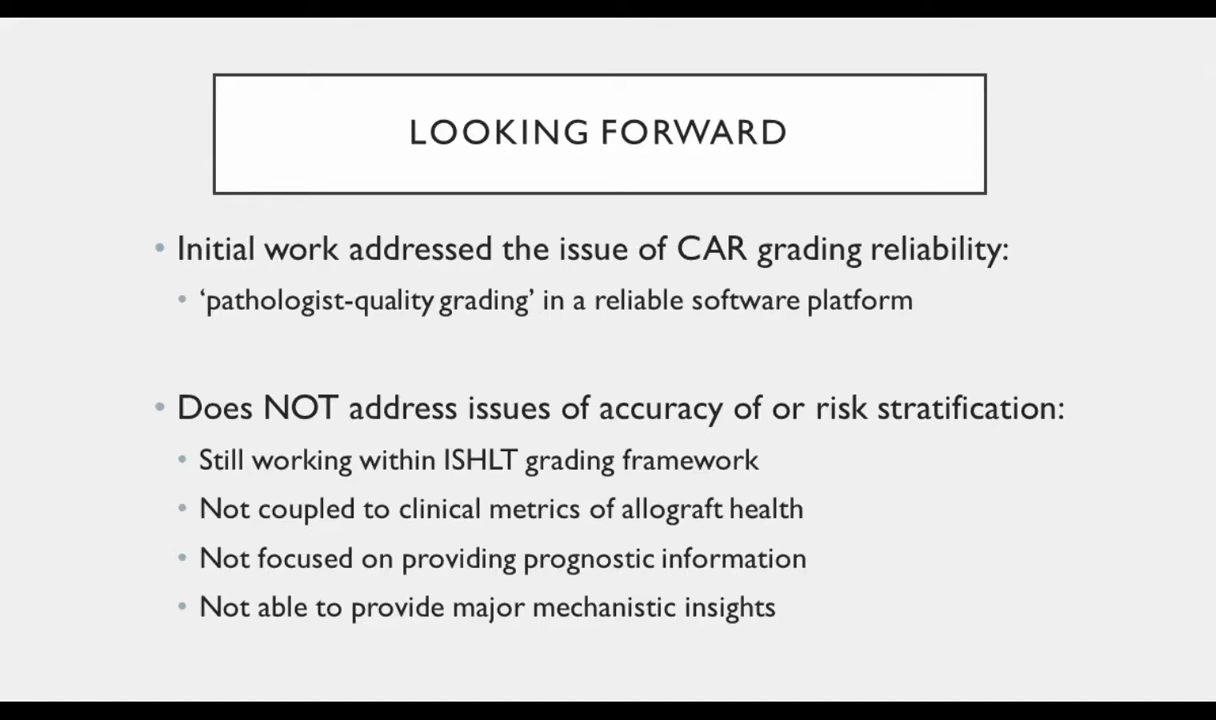 LOOKING FORWARD
• Initial work addressed the issue of CAR grading reliability:
• ‘pathologist-quality grading’ in a reliable software platform
• Does NOT address issues of accuracy of or risk stratification:
• Still working within ISHLT grading framework
• Not coupled to clinical metrics of allograft health
• Not focused on providing prognostic information
• Not able to provide major mechanistic insights